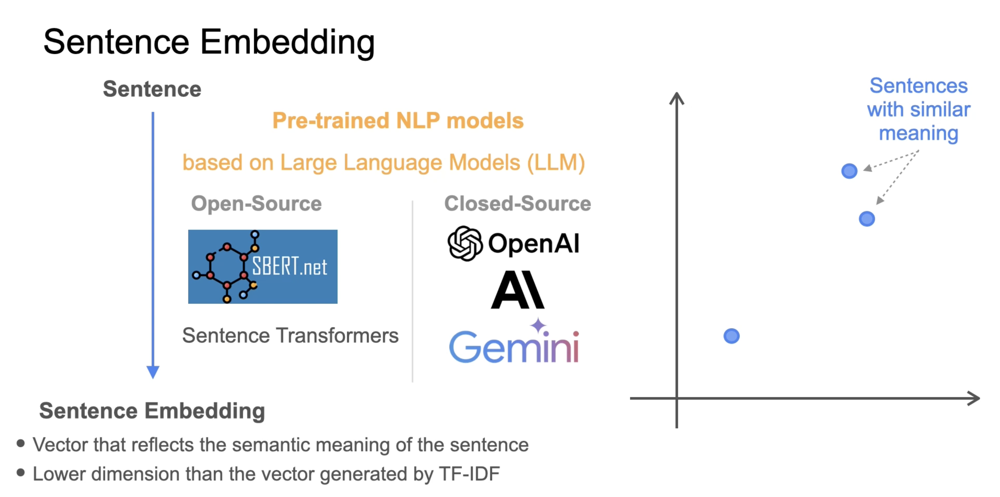 Sentence Embedding
Sentence
Pre-trained NLP models
based on Large Language Models (LLM)
Open-Source
SBERT.net
Sentence Transformers
Closed-Source
OpenAI
AI
Gemini
Sentence Embedding
• Vector that reflects the semantic meaning of the sentence
• Lower dimension than the vector generated by TF-IDF
Sentences
with similar
meaning